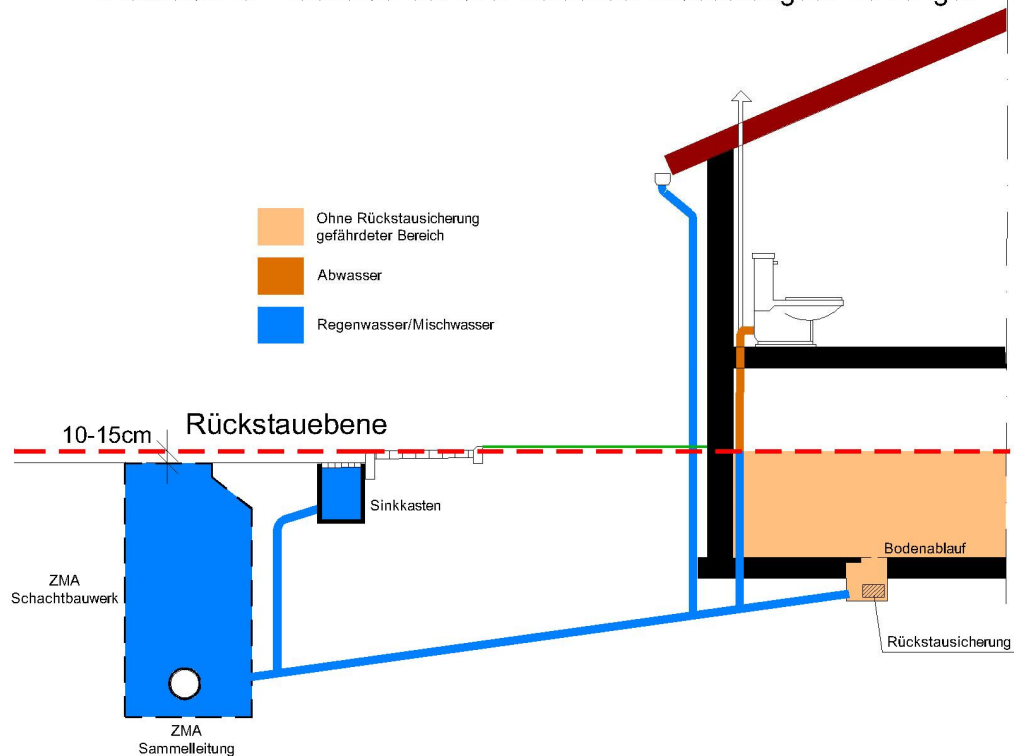 Ohne Rückstausicherung
gefährdeter Bereich
Abwasser
Regenwasser/Mischwasser
10-15cm
Rückstauebene
Sinkkasten
Bodenablauf
ZMA
Schachtbauwerk
Rückstausicherung
ZMA
Sammelleitung